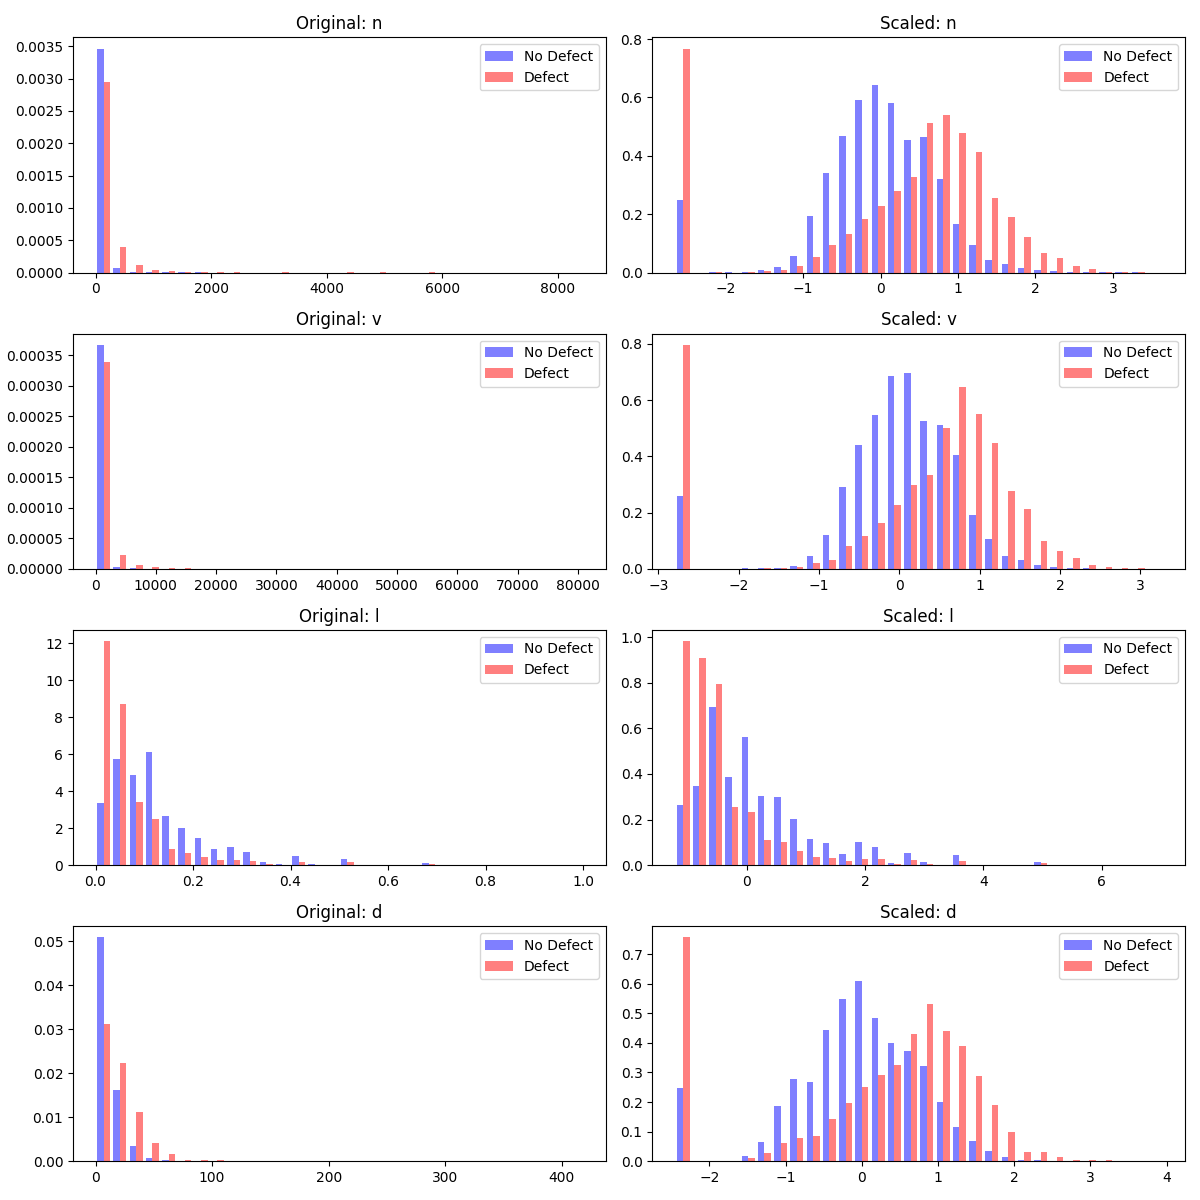 Original: n
0.0035
0.0030
0.0025
0.0020
0.0015
0.0010
0.0005
0.0000
0 2000 4000 6000 8000
No Defect
Defect
Scaled: n
0.8
0.6
0.4
0.2
0.0
−2 −1 0 1 2 3
No Defect
Defect
Original: v
0.00035
0.00030
0.00025
0.00020
0.00015
0.00010
0.00005
0.00000
0 10000 20000 30000 40000 50000 60000 70000 80000
No Defect
Defect
Scaled: v
0.8
0.6
0.4
0.2
0.0
−3 −2 −1 0 1 2 3
No Defect
Defect
Original: l
12
10
8
6
4
2
0
0.0 0.2 0.4 0.6 0.8 1.0
No Defect
Defect
Scaled: l
1.0
0.8
0.6
0.4
0.2
0.0
0 2 4 6
No Defect
Defect
Original: d
0.05
0.04
0.03
0.02
0.01
0.00
0 100 200 300 400
No Defect
Defect
Scaled: d
0.7
0.6
0.5
0.4
0.3
0.2
0.1
0.0
−2 −1 0 1 2 3 4
No Defect
Defect